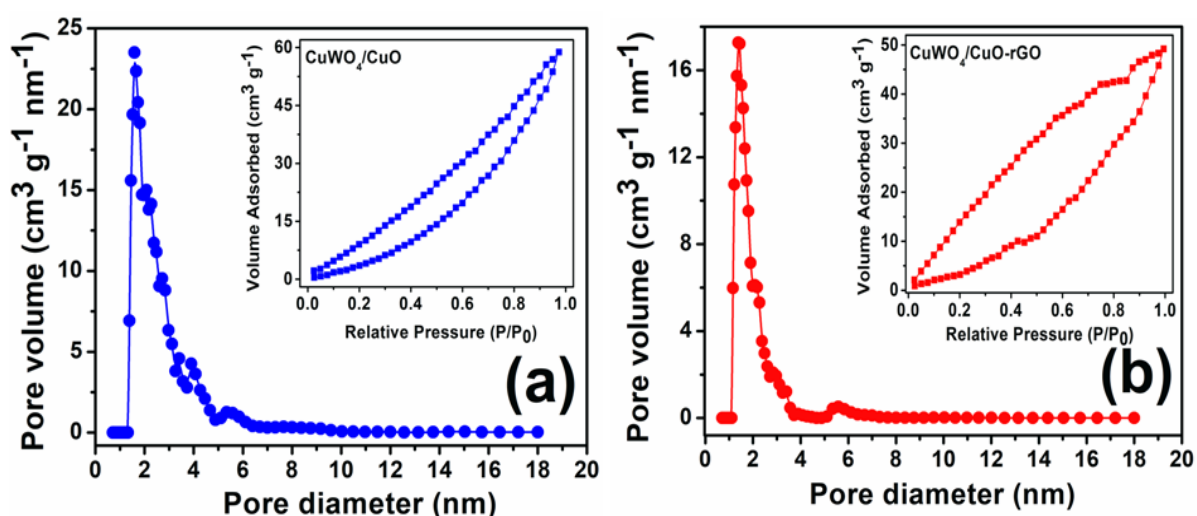 Pore volume (cm³ g⁻¹ nm⁻¹)
25
20
15
10
5
0
0 2 4 6 8 10 12 14 16 18 20
Pore diameter (nm)
CuWO₄/CuO
Volume Adsorbed (cm³ g⁻¹)
60
45
30
15
0
0.0 0.2 0.4 0.6 0.8 1.0
Relative Pressure (P/P₀)
(a)
Pore volume (cm³ g⁻¹ nm⁻¹)
16
12
8
4
0
0 2 4 6 8 10 12 14 16 18 20
Pore diameter (nm)
CuWO₄/CuO-rGO
Volume Adsorbed (cm³ g⁻¹)
50
40
30
20
10
0
0.0 0.2 0.4 0.6 0.8 1.0
Relative Pressure (P/P₀)
(b)